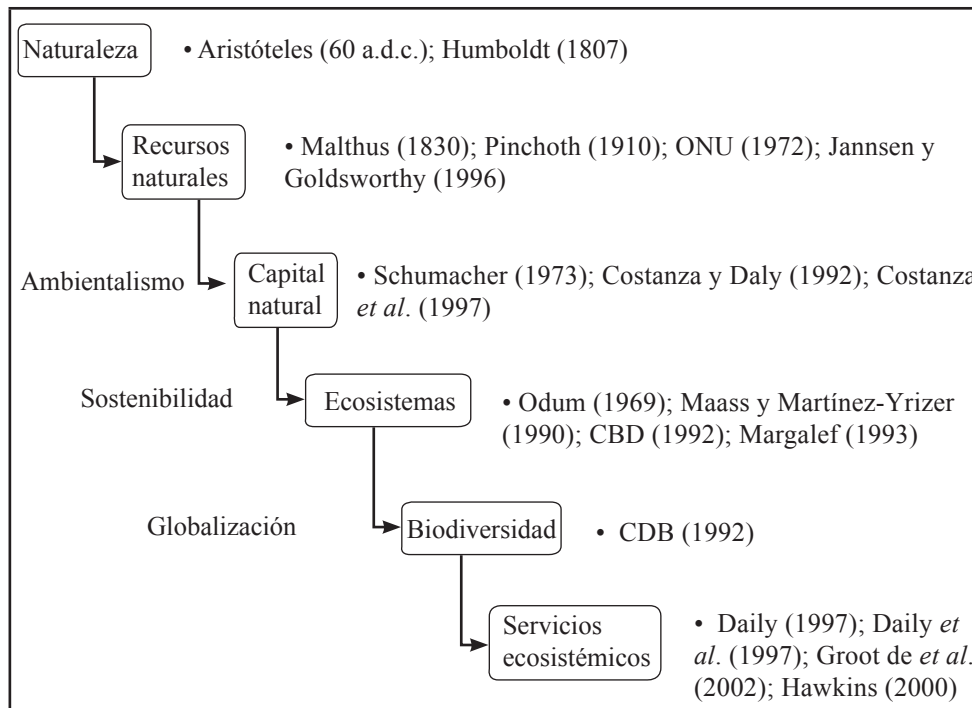 Naturaleza
• Aristóteles (60 a.d.c.); Humboldt (1807)
Recursos
naturales
• Malthus (1830); Pinchoth (1910); ONU (1972); Jannsen y
Goldsworthy (1996)
Ambientalismo
Capital
natural
• Schumacher (1973); Costanza y Daly (1992); Costanza
et al. (1997)
Sostenibilidad
Ecosistemas
• Odum (1969); Maass y Martínez-Yrizer
(1990); CBD (1992); Margalef (1993)
Globalización
Biodiversidad
• CDB (1992)
Servicios
ecosistémicos
• Daily (1997); Daily et
al. (1997); Groot de et al.
(2002); Hawkins (2000)